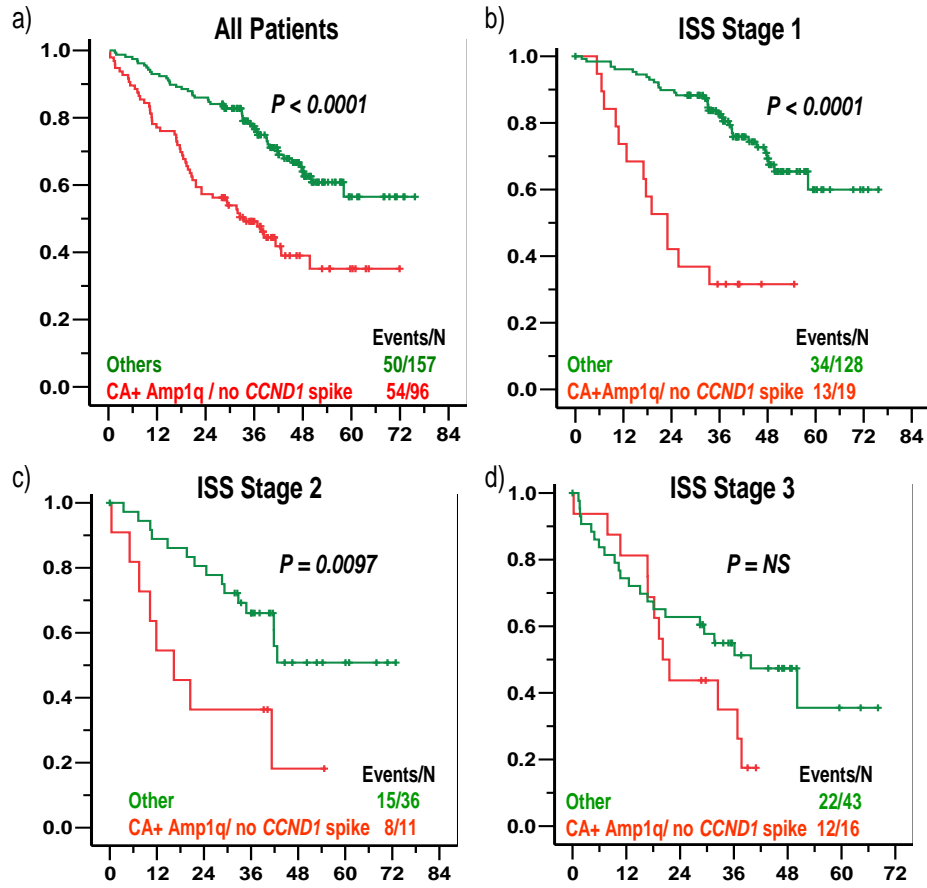 a) All Patients
1.0
0.8
0.6
0.4
0.2
0.0
P < 0.0001
Events/N
Others 50/157
CA+ Amp1q / no CCND1 spike 54/96
0 12 24 36 48 60 72 84
b) ISS Stage 1
1.0
0.8
0.6
0.4
0.2
0.0
P < 0.0001
Events/N
Other 34/128
CA+Amp1q/ no CCND1 spike 13/19
0 12 24 36 48 60 72 84
c) ISS Stage 2
1.0
0.8
0.6
0.4
0.2
0.0
P = 0.0097
Events/N
Other 15/36
CA+ Amp1q/ no CCND1 spike 8/11
0 12 24 36 48 60 72 84
d) ISS Stage 3
1.0
0.8
0.6
0.4
0.2
0.0
P = NS
Events/N
Other 22/43
CA+ Amp1q/ no CCND1 spike 12/16
0 12 24 36 48 60 72